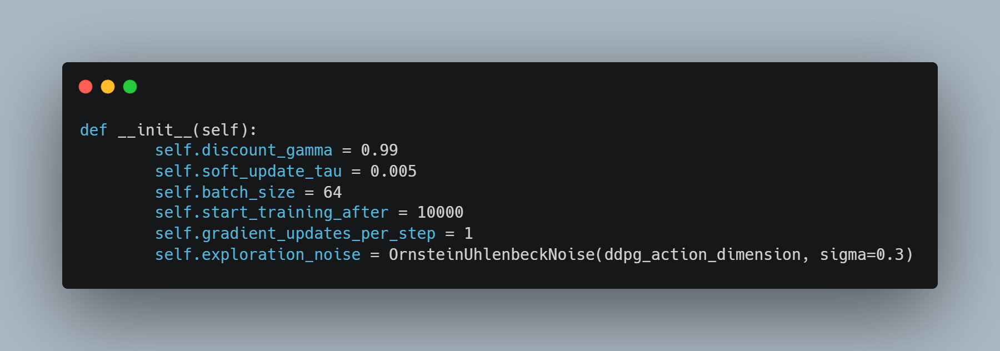 def __init__(self):
        self.discount_gamma = 0.99
        self.soft_update_tau = 0.005
        self.batch_size = 64
        self.start_training_after = 10000
        self.gradient_updates_per_step = 1
        self.exploration_noise = OrnsteinUhlenbeckNoise(ddpg_action_dimension, sigma=0.3)